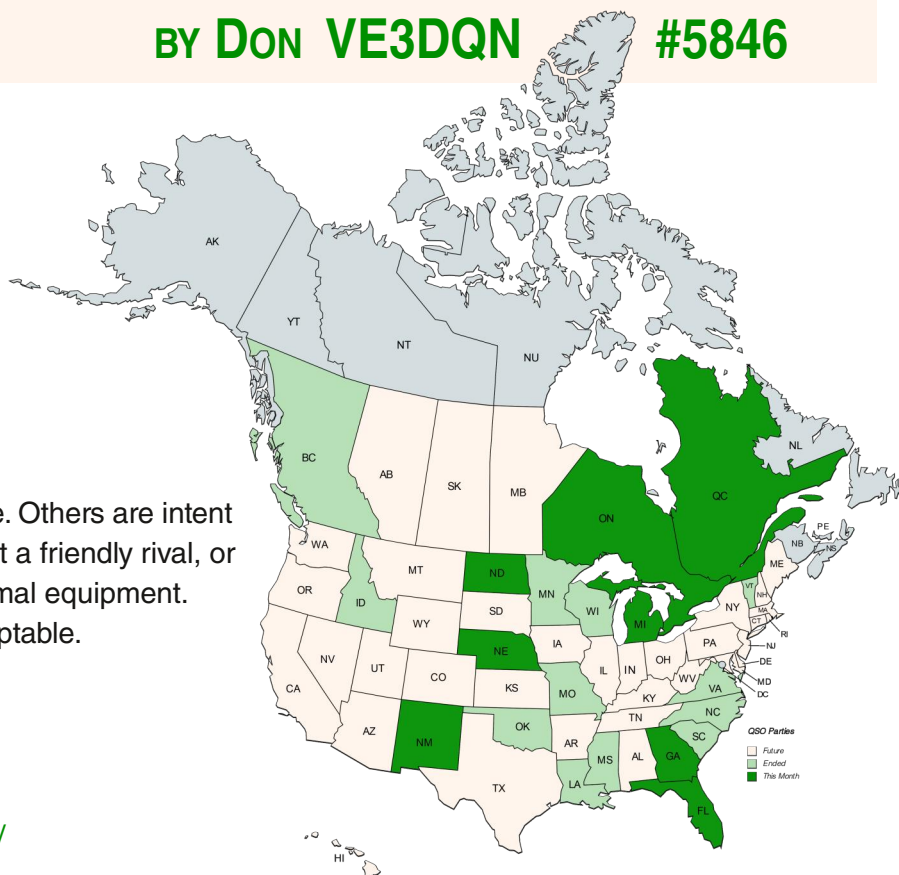 BY DON VE3DQN #5846
AK
YT
NT
NU
NL
BC
AB
SK
MB
ON
QC
PE
NB
NS
e. Others are intent
t a friendly rival, or
mal equipment.
ptable.
WA
MT
ND
MN
ME
VT
NH
OR
ID
SD
WI
MI
NY
MA
CT
RI
WY
NE
IA
PA
NJ
NV
UT
CO
IL
IN
OH
WV
DE
MD
DC
CA
KS
MO
KY
VA
AZ
NM
OK
AR
TN
NC
SC
TX
LA
MS
AL
GA
FL
HI
QSO Parties
Future
Ended
This Month
/